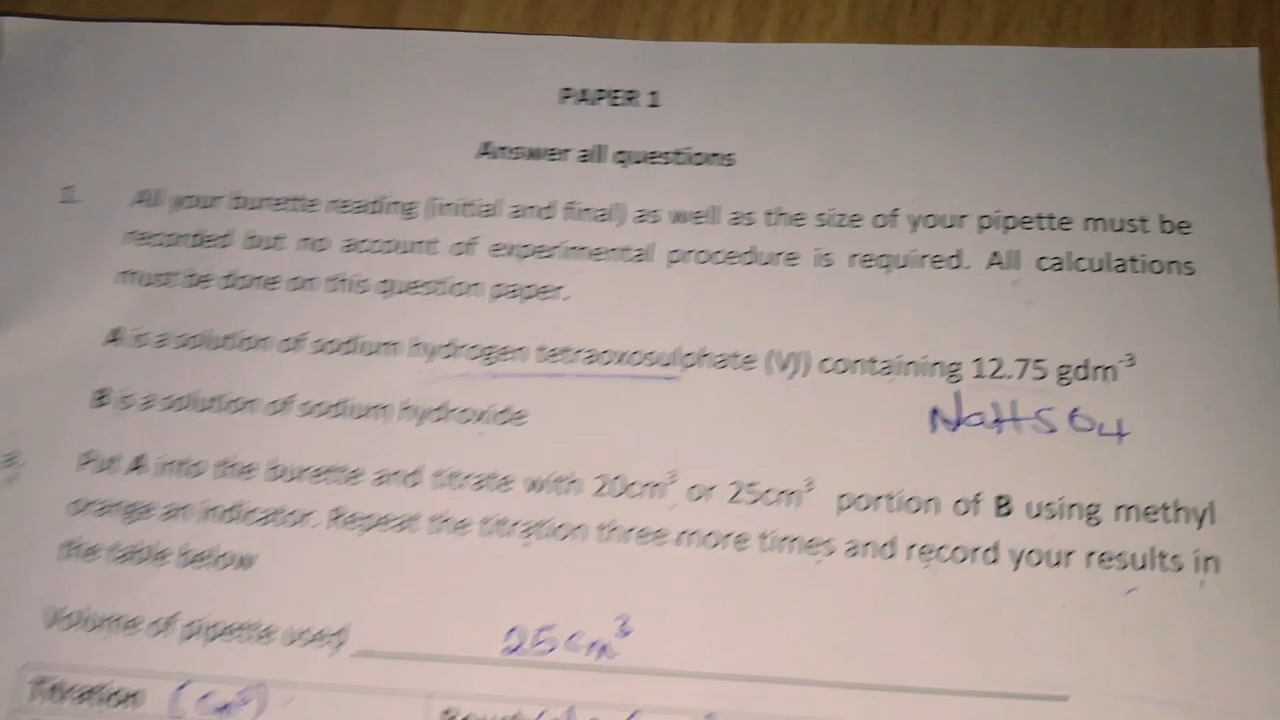 PAPER 1
Answer all questions
1. All your burette reading (initial and final) as well as the size of your pipette must be
recorded but no account of experimental procedure is required. All calculations
must be done on this question paper.
A is a solution of sodium hydrogen tetraoxosulphate (VJ) containing 12.75 gdm⁻³
B is a solution of sodium hydroxide
NaHSO4
Put A into the burette and titrate with 20cm³ or 25cm³ portion of B using methyl
orange an indicator. Repeat the titration three more times and record your results in
the table below
Volume of pipette used 25cm³
Titration (cm³)